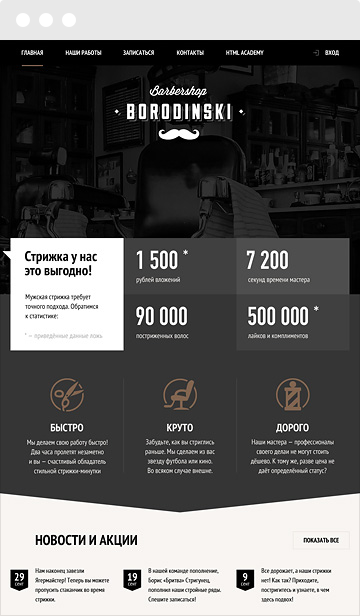 ГЛАВНАЯ НАШИ РАБОТЫ ЗАПИСАТЬСЯ КОНТАКТЫ HTML ACADEMY ВХОД
Barbershop
BORODINSKI
Стрижка у нас
это выгодно!
Мужская стрижка требует
точного подхода. Обратимся
к статистике:
* — приведённые данные ложь
1 500 *
рублей вложений
7 200
секунд времени мастера
90 000
постриженных волос
500 000 *
лайков и комплиментов
БЫСТРО
Мы делаем свою работу быстро!
Два часа пролетят незаметно
и вы — счастливый обладатель
стильной стрижки-минутки
КРУТО
Забудьте, как вы стриглись
раньше. Мы сделаем из вас
звезду футбола или кино.
Во всяком случае внешне.
ДОРОГО
Наши мастера — профессионалы
своего дела и не могут стоить
дёшево. К тому же, разве цена не
даёт определённый статус?
НОВОСТИ И АКЦИИ
ПОКАЗАТЬ ВСЕ
29
СЕНТ
Нам наконец завезли
Ягермайстер! Теперь вы можете
пропустить стаканчик во время
стрижки.
19
СЕНТ
В нашей команде пополнение,
Борис «Бритва» Стригунец,
пополнил наши стройные ряды.
Спешите записаться!
9
СЕНТ
Все дорожает, а наши стрижки
нет! Как так? Приходите,
постригитесь и узнаете, в чем
здесь подвох!